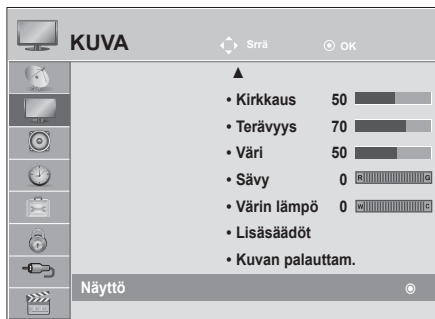 KUVA Srrä OK
• Kirkkaus 50
• Terävyys 70
• Väri 50
• Sävy 0 R G
• Värin lämpö 0 W C
• Lisäsäädöt
• Kuvan palauttam.
Näyttö